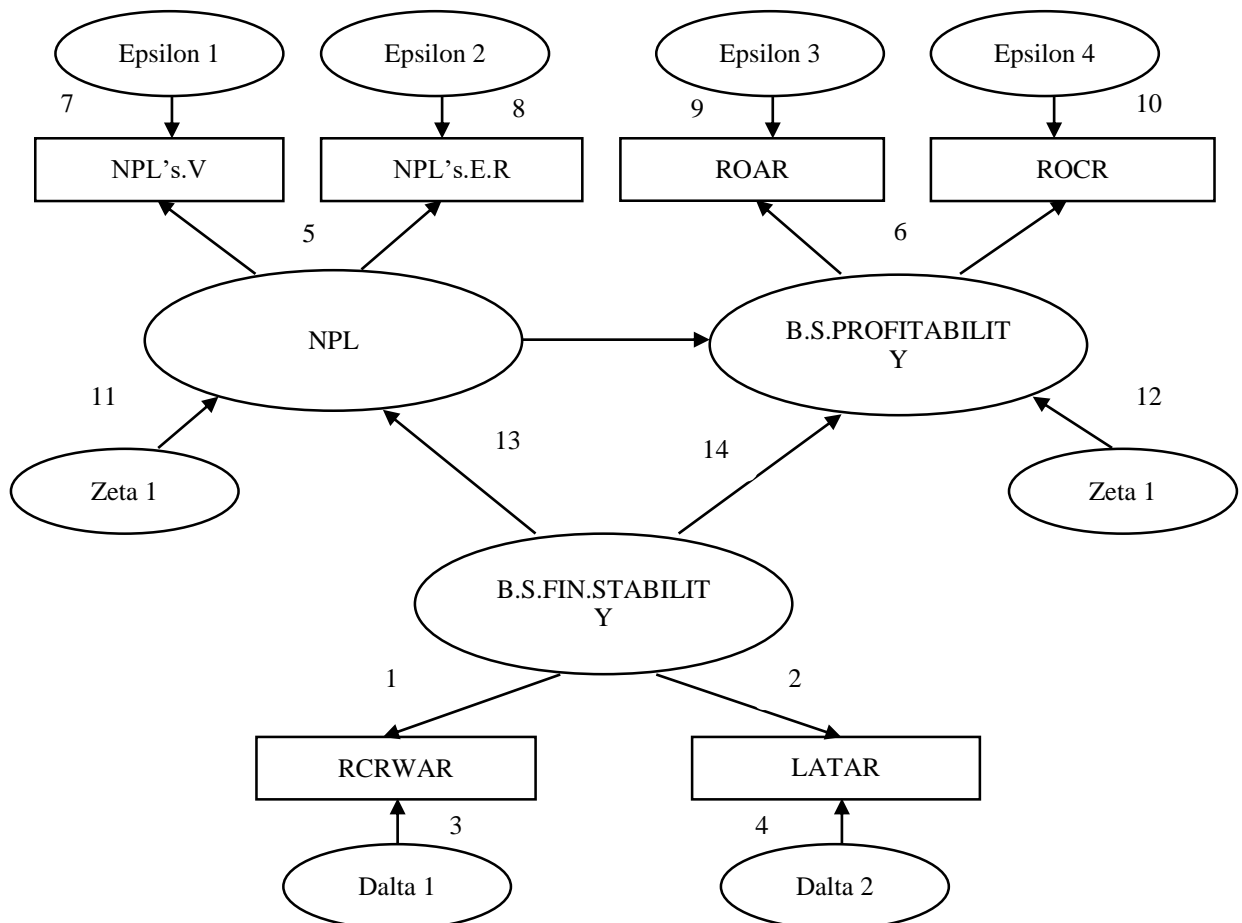 Epsilon 1
Epsilon 2
Epsilon 3
Epsilon 4
7
8
9
10
NPL’s.V
NPL’s.E.R
ROAR
ROCR
5
6
NPL
B.S.PROFITABILIT
Y
11
12
13
14
Zeta 1
Zeta 1
B.S.FIN.STABILIT
Y
1
2
RCRWAR
LATAR
3
4
Dalta 1
Dalta 2